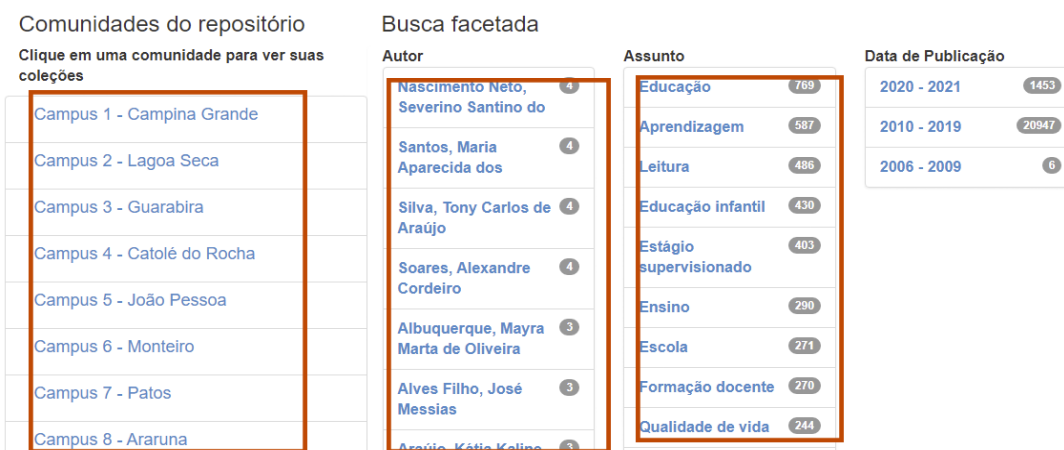 Comunidades do repositório
Clique em uma comunidade para ver suas
coleções
Campus 1 - Campina Grande
Campus 2 - Lagoa Seca
Campus 3 - Guarabira
Campus 4 - Catolé do Rocha
Campus 5 - João Pessoa
Campus 6 - Monteiro
Campus 7 - Patos
Campus 8 - Araruna
Busca facetada
Autor
Nascimento Neto, 4
Severino Santino do
Santos, Maria 4
Aparecida dos
Silva, Tony Carlos de 4
Araújo
Soares, Alexandre 4
Cordeiro
Albuquerque, Mayra 3
Marta de Oliveira
Alves Filho, José 3
Messias
Araújo, Kátia Kaline 3
Assunto
Educação 769
Aprendizagem 587
Leitura 486
Educação infantil 430
Estágio 403
supervisionado
Ensino 290
Escola 271
Formação docente 270
Qualidade de vida 244
Data de Publicação
2020 - 2021 1453
2010 - 2019 20947
2006 - 2009 6